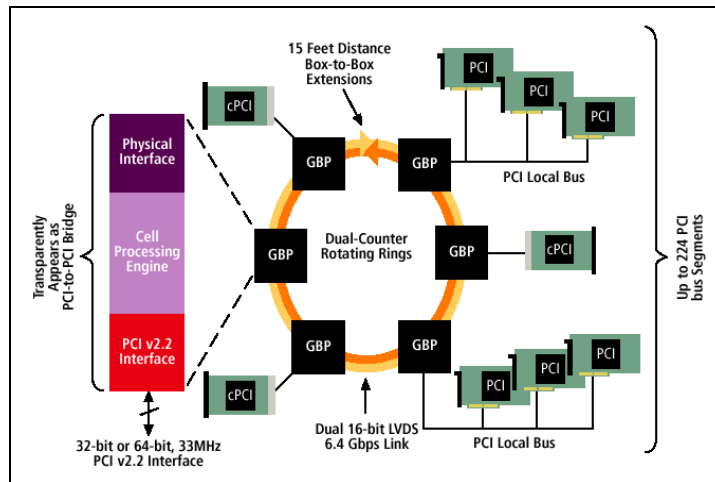 15 Feet Distance
Box-to-Box
Extensions
PCI
PCI
PCI
cPCI
Physical
Interface
GBP
GBP
PCI Local Bus
Transparently
Appears as
PCI-to-PCI Bridge
Cell
Processing
Engine
GBP
Dual-Counter
Rotating Rings
GBP
cPCI
Up to 224 PCI
bus Segments
PCI v2.2
Interface
GBP
GBP
PCI
PCI
PCI
cPCI
Dual 16-bit LVDS
6.4 Gbps Link
PCI Local Bus
32-bit or 64-bit, 33MHz
PCI v2.2 Interface